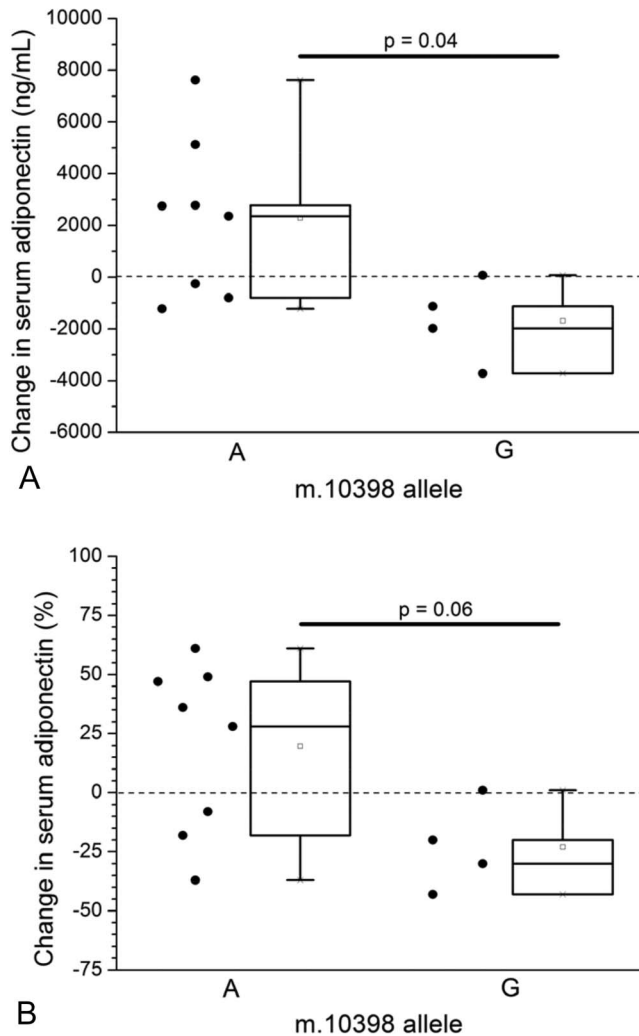 Change in serum adiponectin (ng/mL)
10000
8000
6000
4000
2000
0
-2000
-4000
-6000
p = 0.04
A
G
m.10398 allele
A
Change in serum adiponectin (%)
100
75
50
25
0
-25
-50
-75
p = 0.06
A
G
m.10398 allele
B